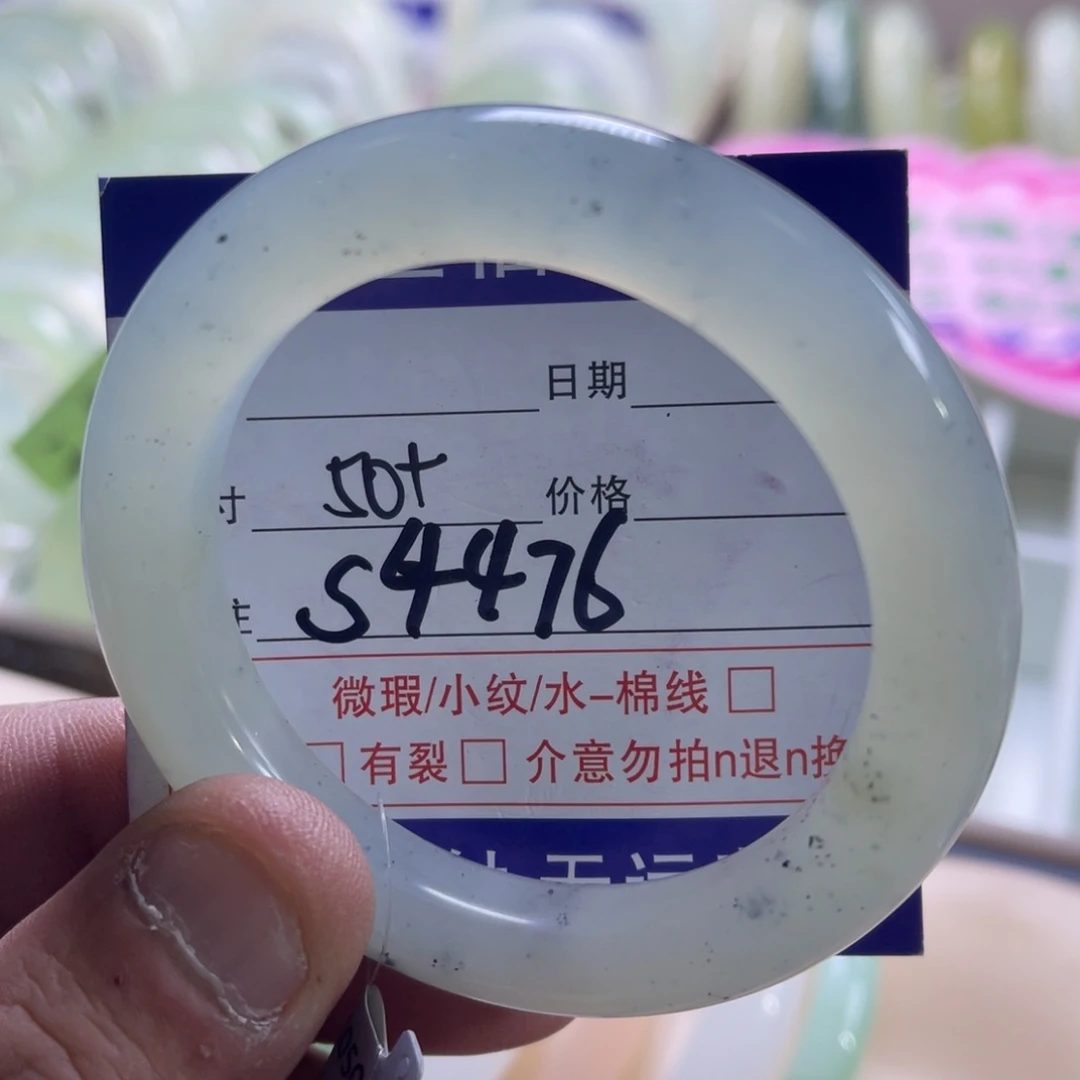 日期
寸 50+ 价格
S4476
微瑕/小纹/水-棉线 □
□ 有裂 □ 介意勿拍n退n换